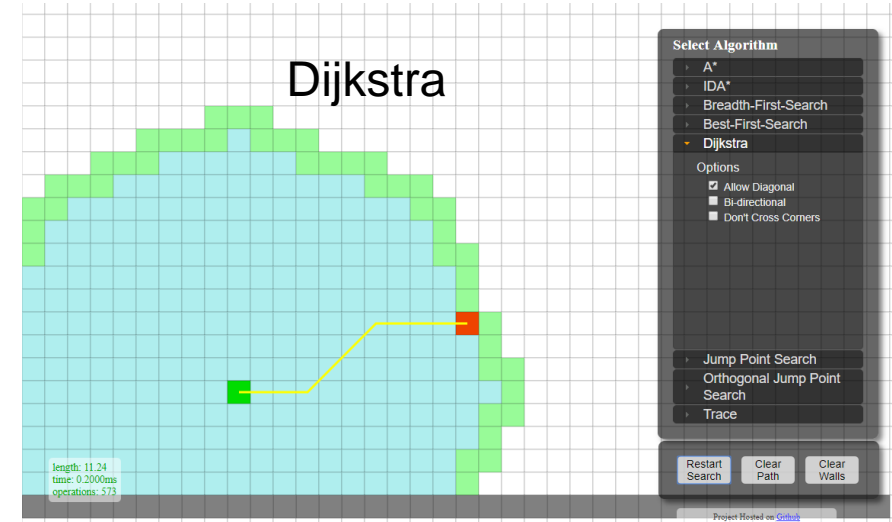 Dijkstra
Select Algorithm
A*
IDA*
Breadth-First-Search
Best-First-Search
Dijkstra
Options
Allow Diagonal
Bi-directional
Don't Cross Corners
Jump Point Search
Orthogonal Jump Point
Search
Trace
Restart
Search
Clear
Path
Clear
Walls
length: 11.24
time: 0.2000ms
operations: 573
Project Hosted on Github